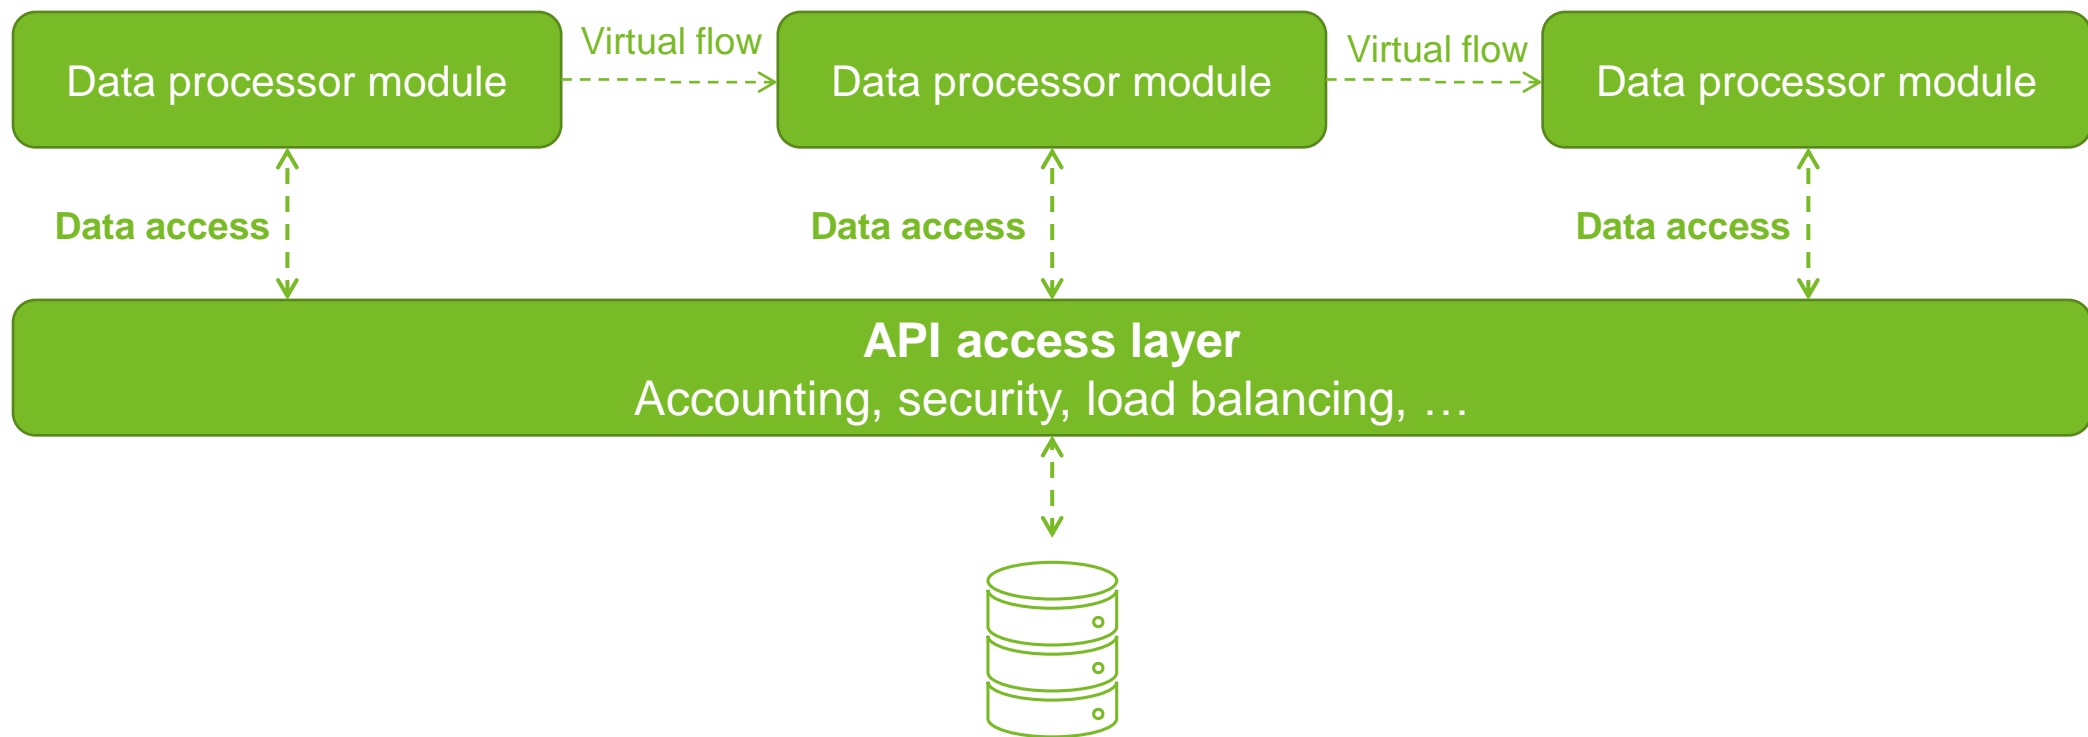 Data processor module
Virtual flow
Data processor module
Virtual flow
Data processor module
Data access
Data access
Data access
API access layer
Accounting, security, load balancing, …